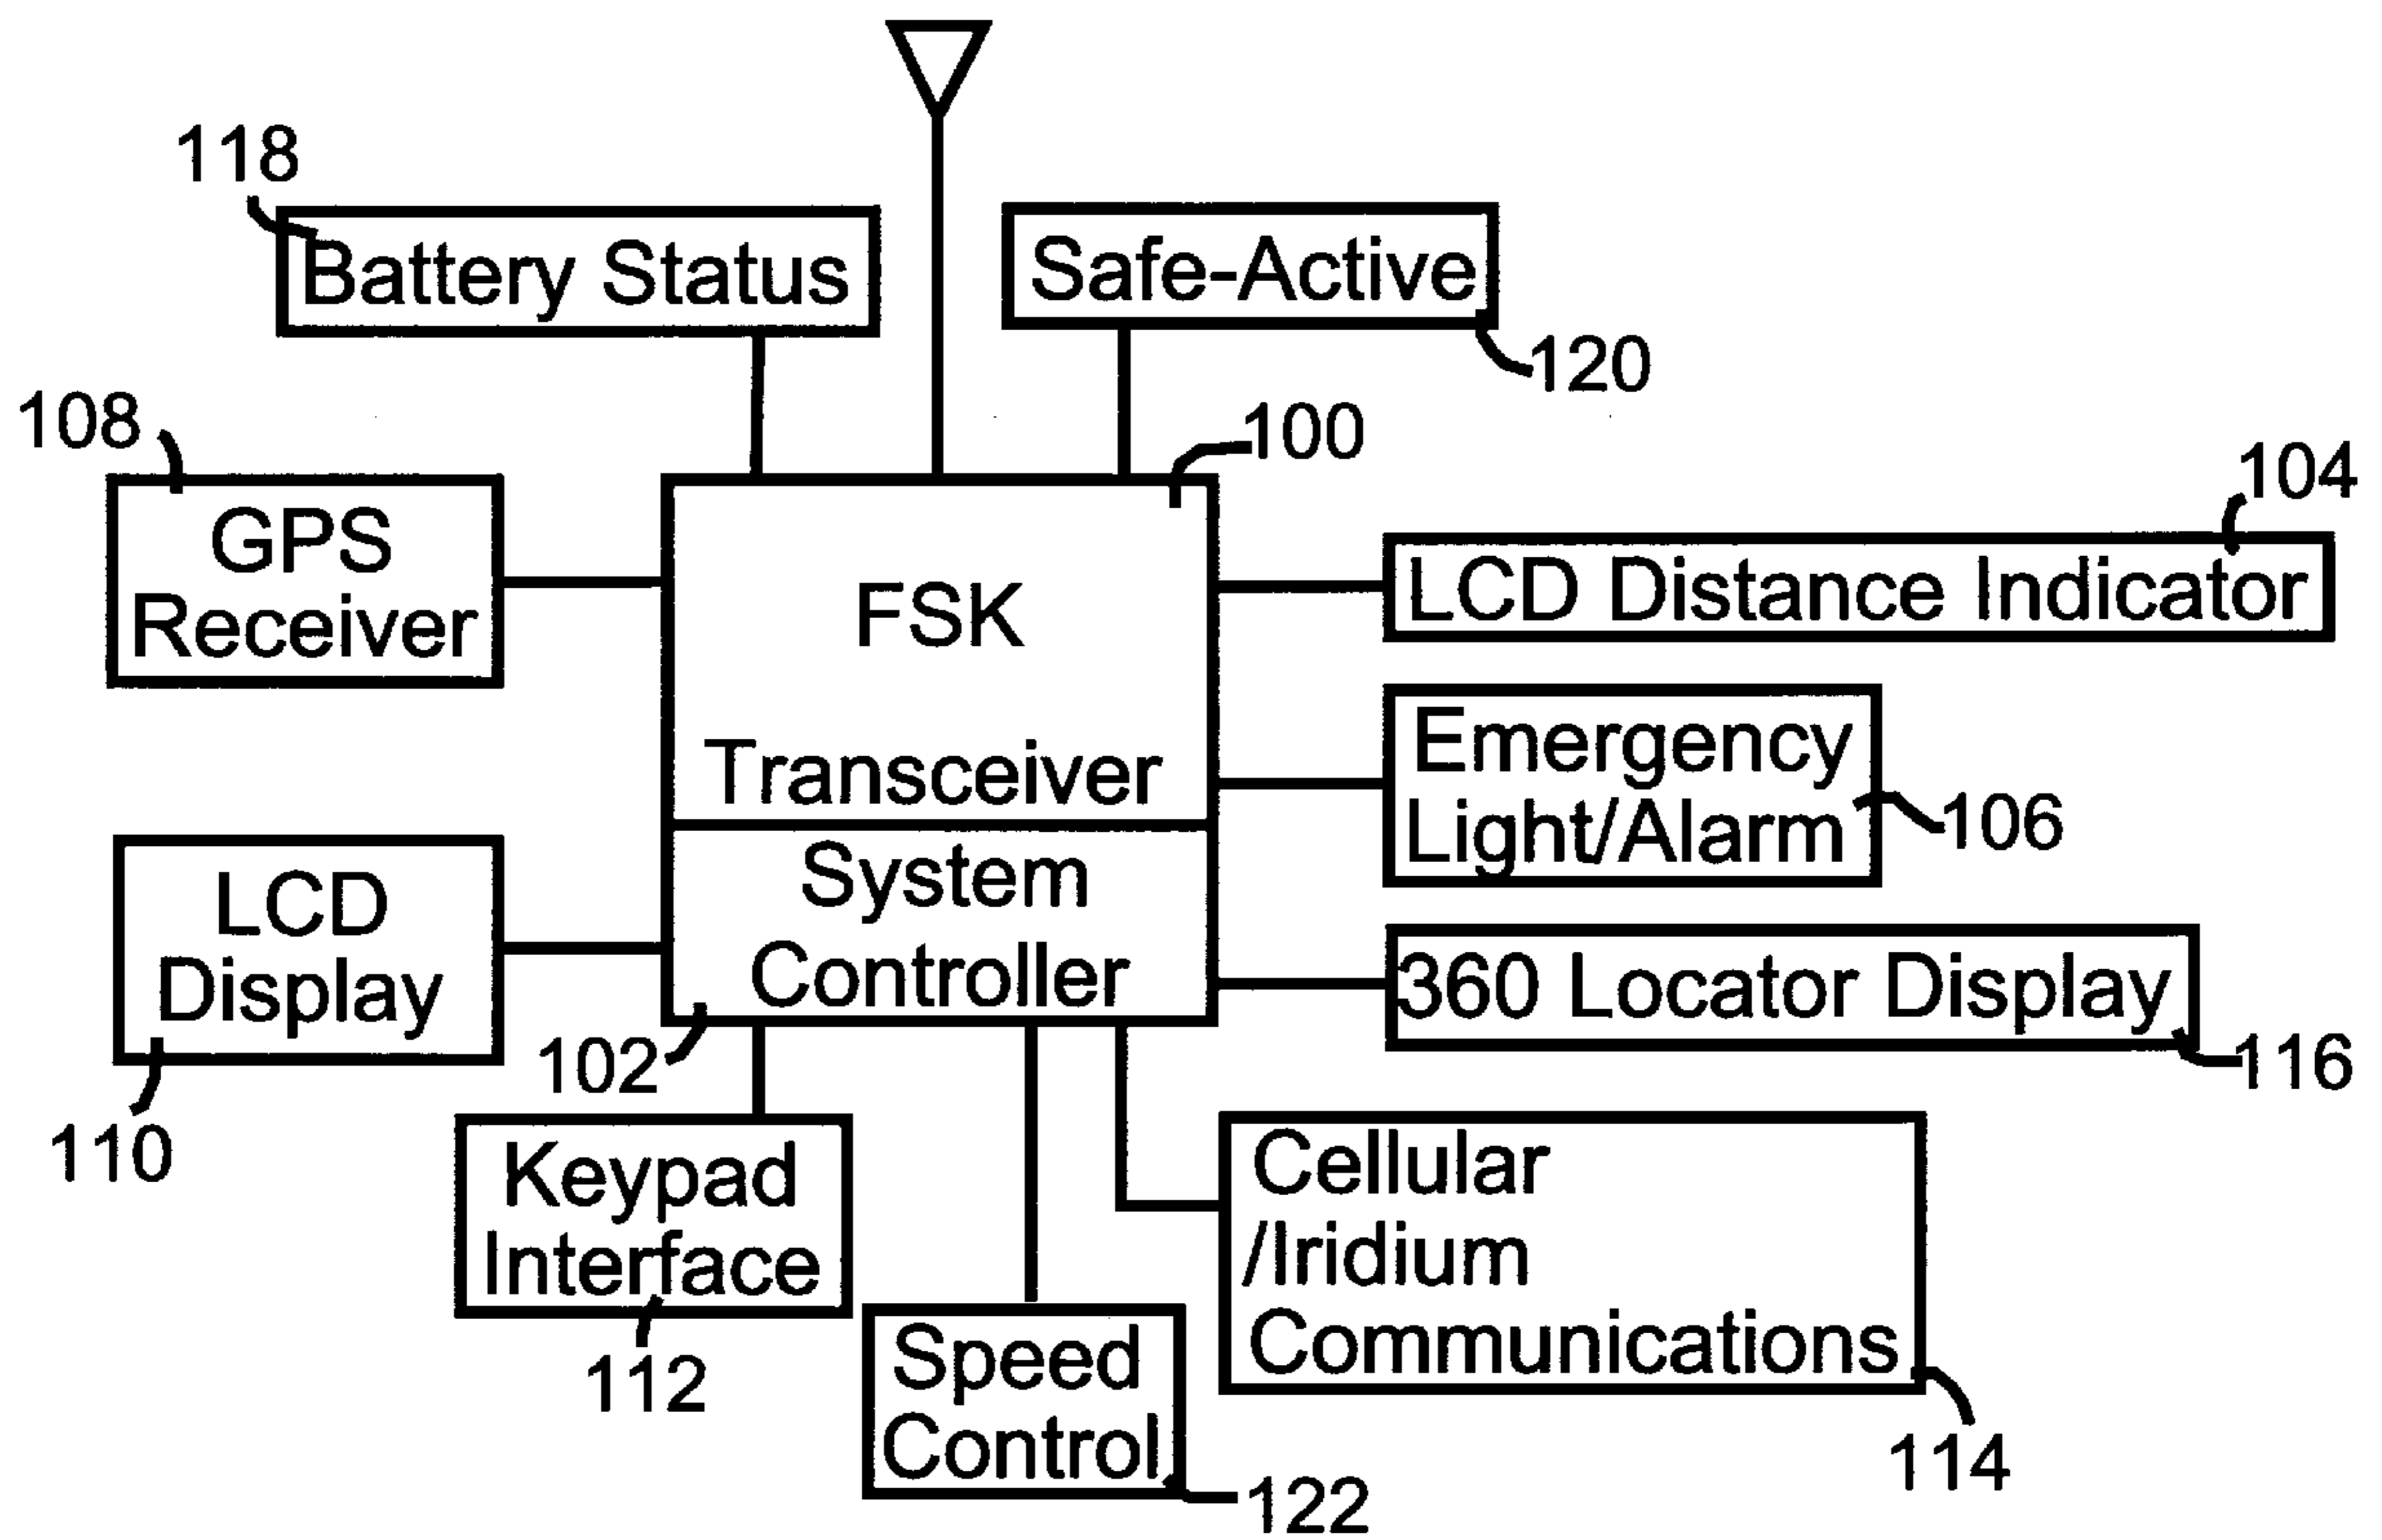 118
Battery Status
Safe-Active
120
108
100
104
GPS
Receiver
FSK
Transceiver
LCD Distance Indicator
Emergency
Light/Alarm
106
LCD
Display
110
System
Controller
102
360 Locator Display
116
Keypad
Interface
112
Speed
Control
122
Cellular
/Iridium
Communications
114